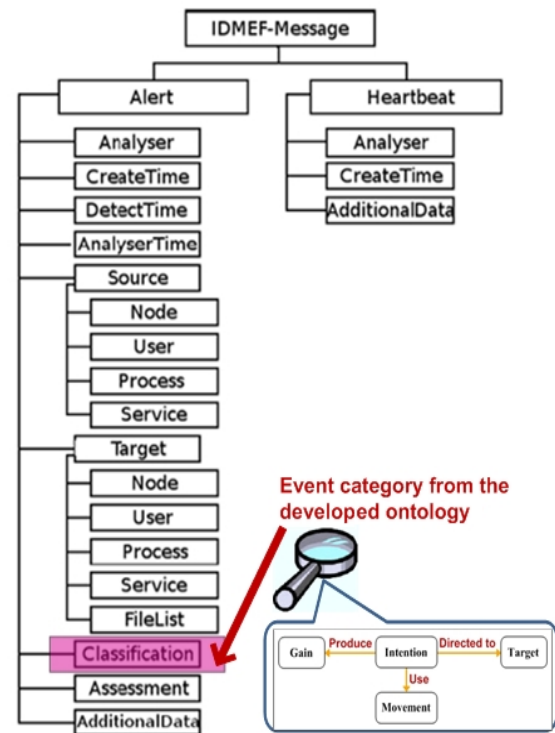 IDMEF-Message
Alert
Heartbeat
Analyser
CreateTime
DetectTime
AnalyserTime
Source
Node
User
Process
Service
Target
Node
User
Process
Service
FileList
Classification
Assessment
AdditionalData
Analyser
CreateTime
AdditionalData
Event category from the
developed ontology
Gain
Produce
Intention
Directed to
Target
Use
Movement